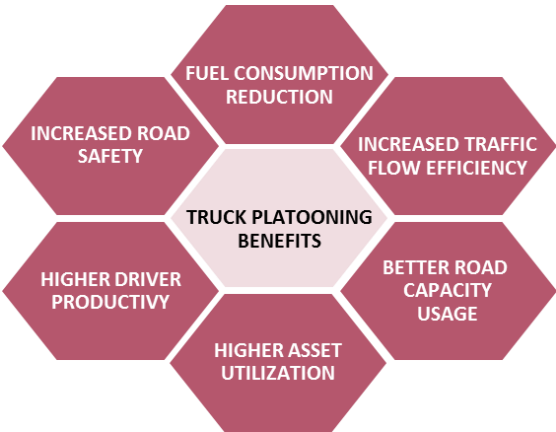 FUEL CONSUMPTION
REDUCTION
INCREASED ROAD
SAFETY
INCREASED TRAFFIC
FLOW EFFICIENCY
TRUCK PLATOONING
BENEFITS
HIGHER DRIVER
PRODUCTIVY
BETTER ROAD
CAPACITY
USAGE
HIGHER ASSET
UTILIZATION